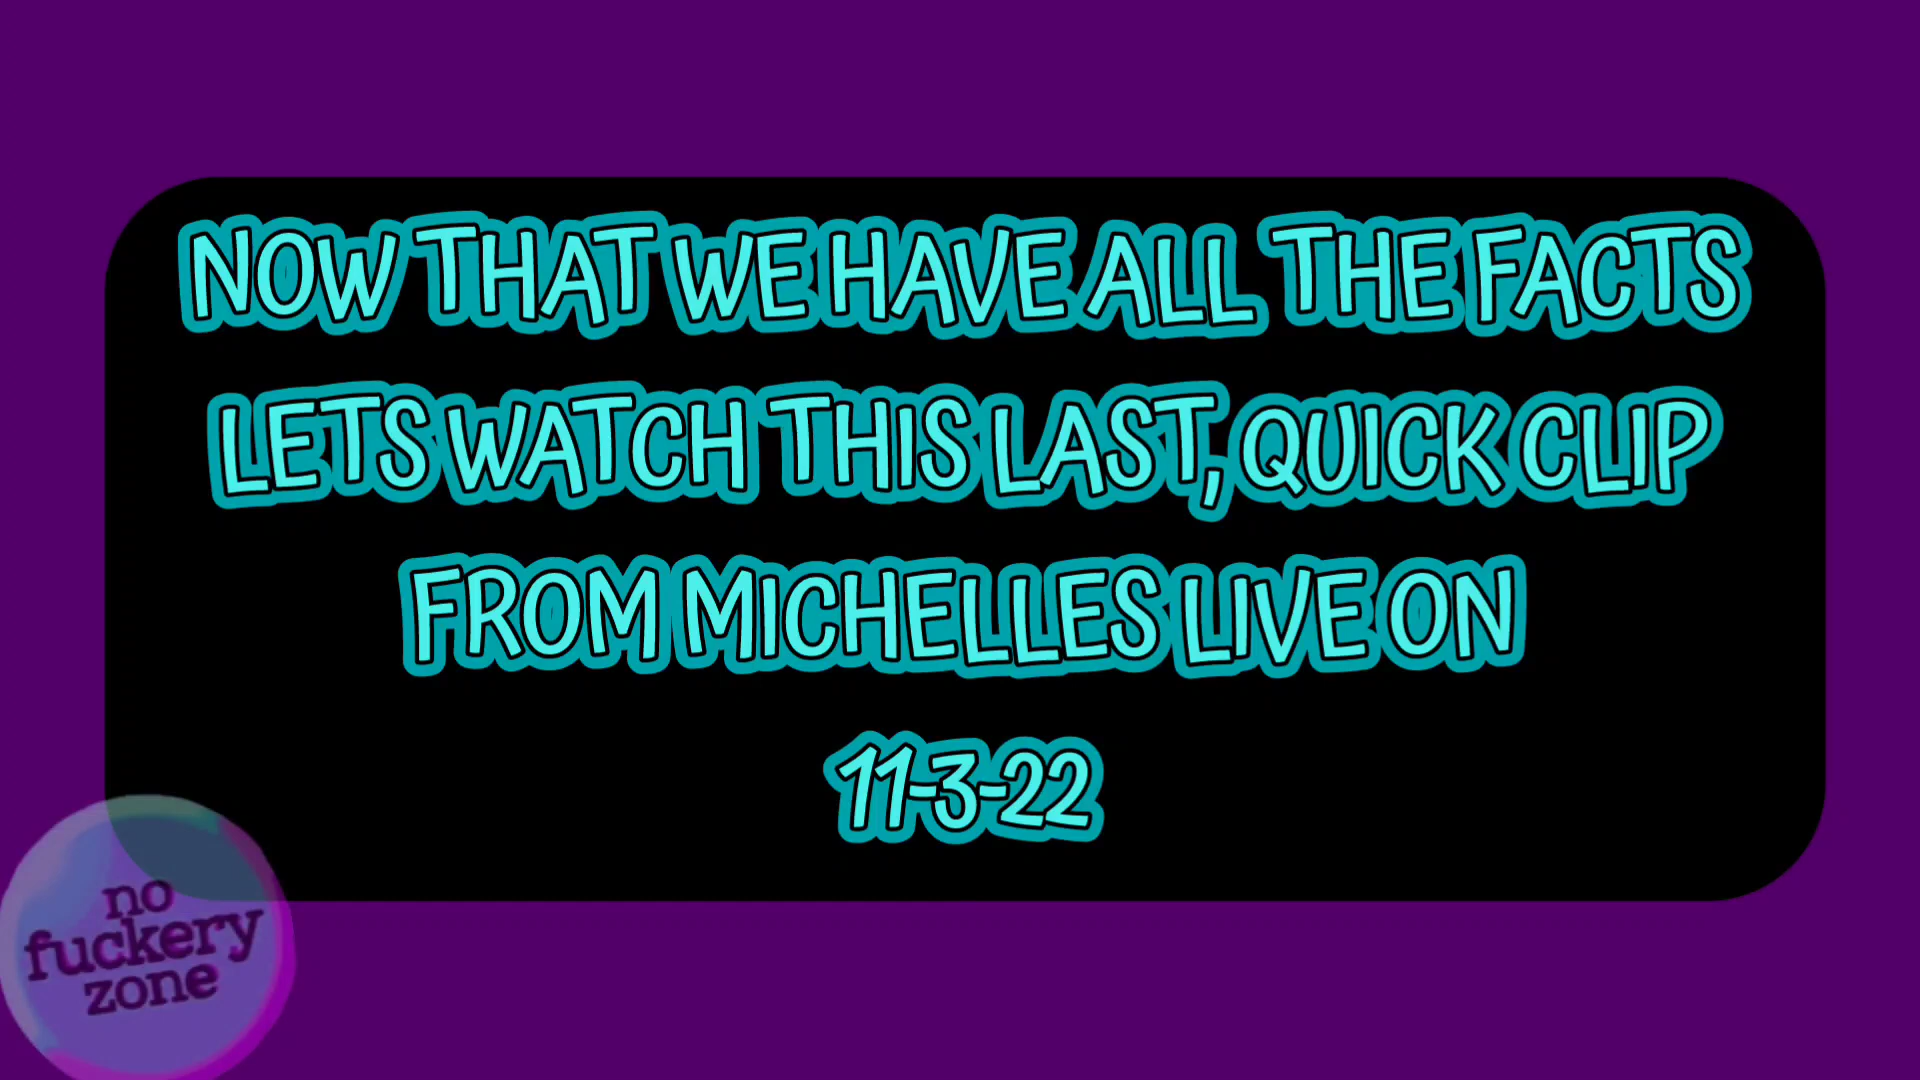 NOW THAT WE HAVE ALL THE FACTS
LETS WATCH THIS LAST, QUICK CLIP
FROM MICHELLES LIVE ON
11-3-22
no
fuckery
zone